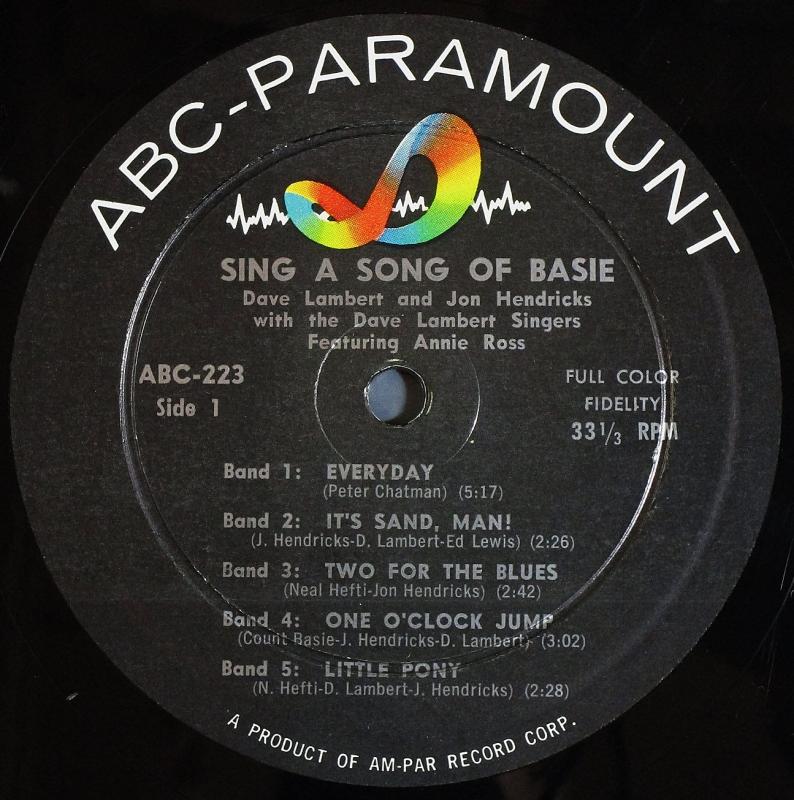 ABC-PARAMOUNT
SING A SONG OF BASIE
Dave Lambert and Jon Hendricks
with the Dave Lambert Singers
Featuring Annie Ross
ABC-223
Side 1
FULL COLOR
FIDELITY
33 1/3 RPM
Band 1: EVERYDAY
(Peter Chatman) (5:17)
Band 2: IT'S SAND, MAN!
(J. Hendricks-D. Lambert-Ed Lewis) (2:26)
Band 3: TWO FOR THE BLUES
(Neal Hefti-Jon Hendricks) (2:42)
Band 4: ONE O'CLOCK JUMP
(Count Basie-J. Hendricks-D. Lambert) (3:02)
Band 5: LITTLE PONY
(N. Hefti-D. Lambert-J. Hendricks) (2:28)
A PRODUCT OF AM-PAR RECORD CORP.